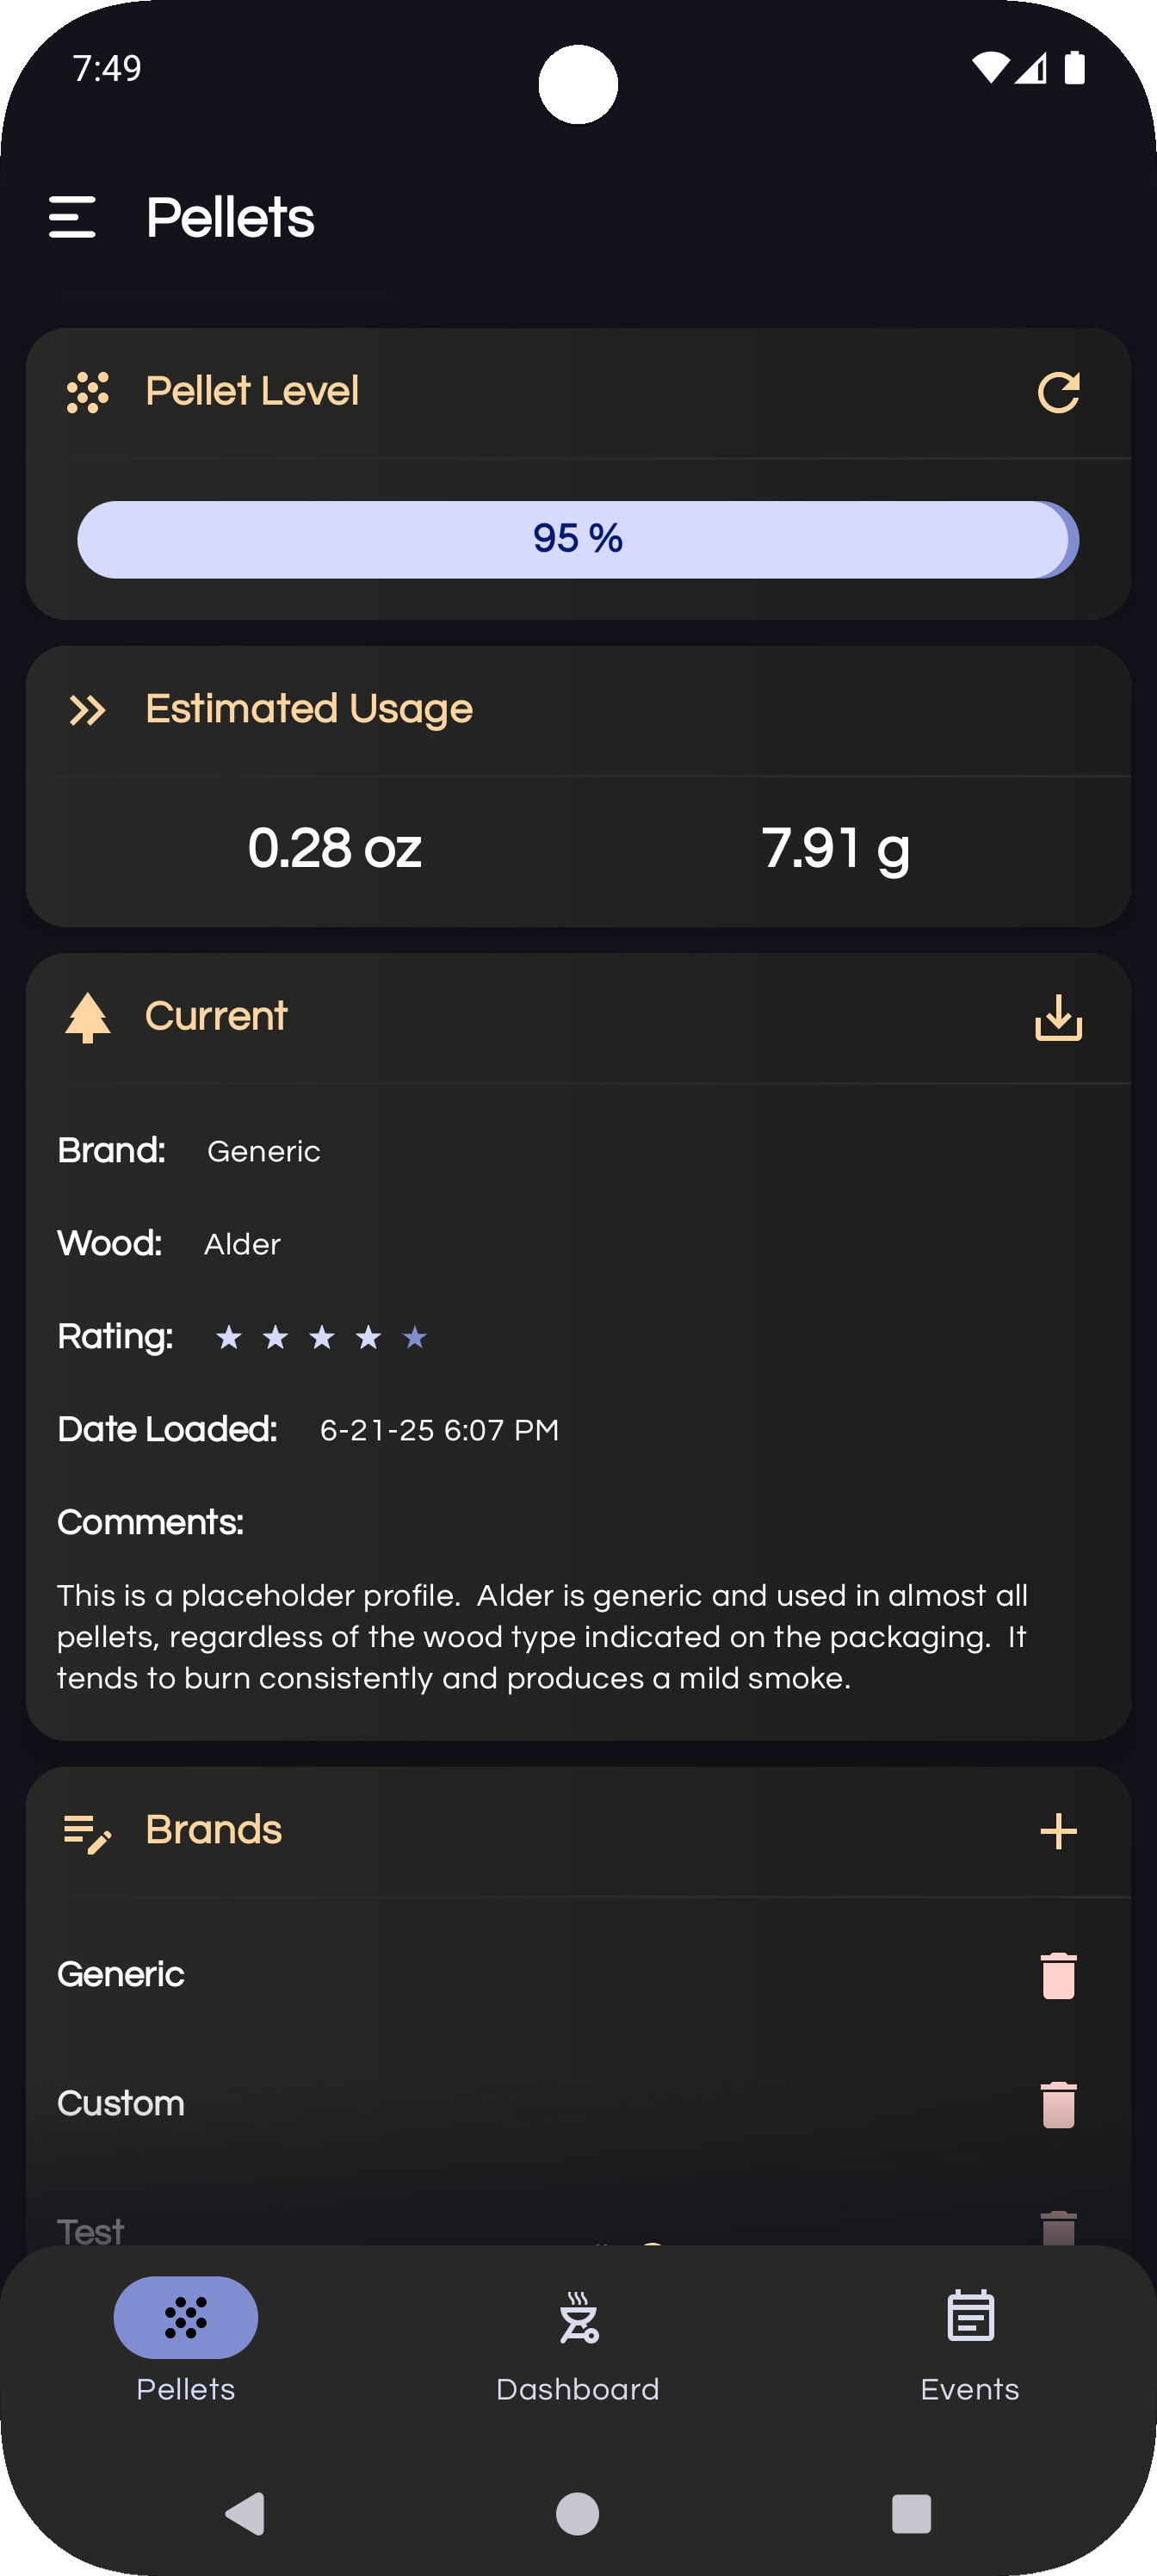 7:49
Pellets
Pellet Level
95 %
Estimated Usage
0.28 oz
7.91 g
Current
Brand: Generic
Wood: Alder
Rating:
Date Loaded: 6-21-25 6:07 PM
Comments:
This is a placeholder profile.  Alder is generic and used in almost all
pellets, regardless of the wood type indicated on the packaging.  It
tends to burn consistently and produces a mild smoke.
Brands
Generic
Custom
Test
Pellets
Dashboard
Events